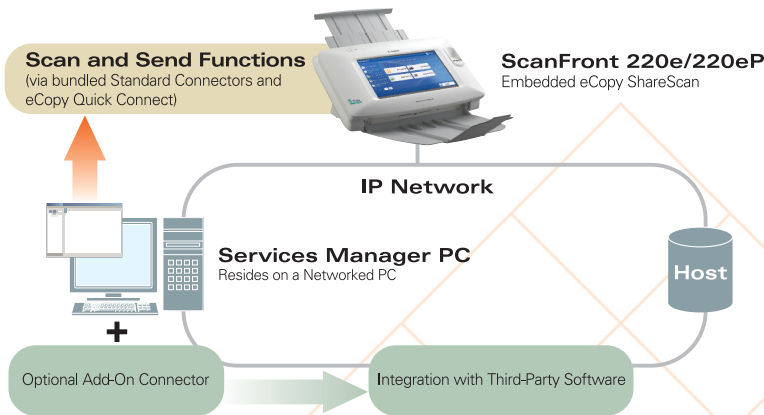 Scan and Send Functions
(via bundled Standard Connectors and
eCopy Quick Connect)
ScanFront 220e/220eP
Embedded eCopy ShareScan
IP Network
Services Manager PC
Resides on a Networked PC
Host
+
Optional Add-On Connector
Integration with Third-Party Software